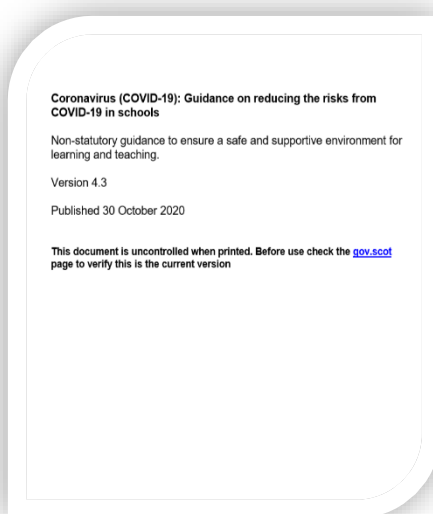 Coronavirus (COVID-19): Guidance on reducing the risks from
COVID-19 in schools
Non-statutory guidance to ensure a safe and supportive environment for
learning and teaching.
Version 4.3
Published 30 October 2020
This document is uncontrolled when printed. Before use check the gov.scot
page to verify this is the current version